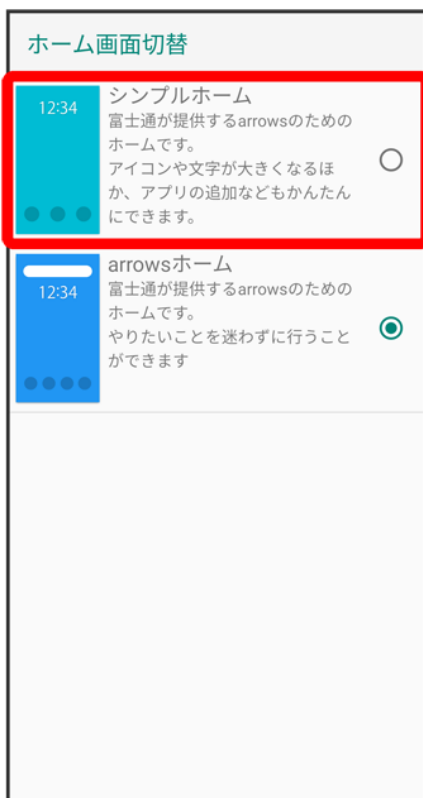 ホーム画面切替
12:34
シンプルホーム
富士通が提供するarrowsのための
ホームです。
アイコンや文字が大きくなるほ
か、アプリの追加などもかんたん
にできます。
12:34
arrowsホーム
富士通が提供するarrowsのための
ホームです。
やりたいことを迷わずに行うこと
ができます